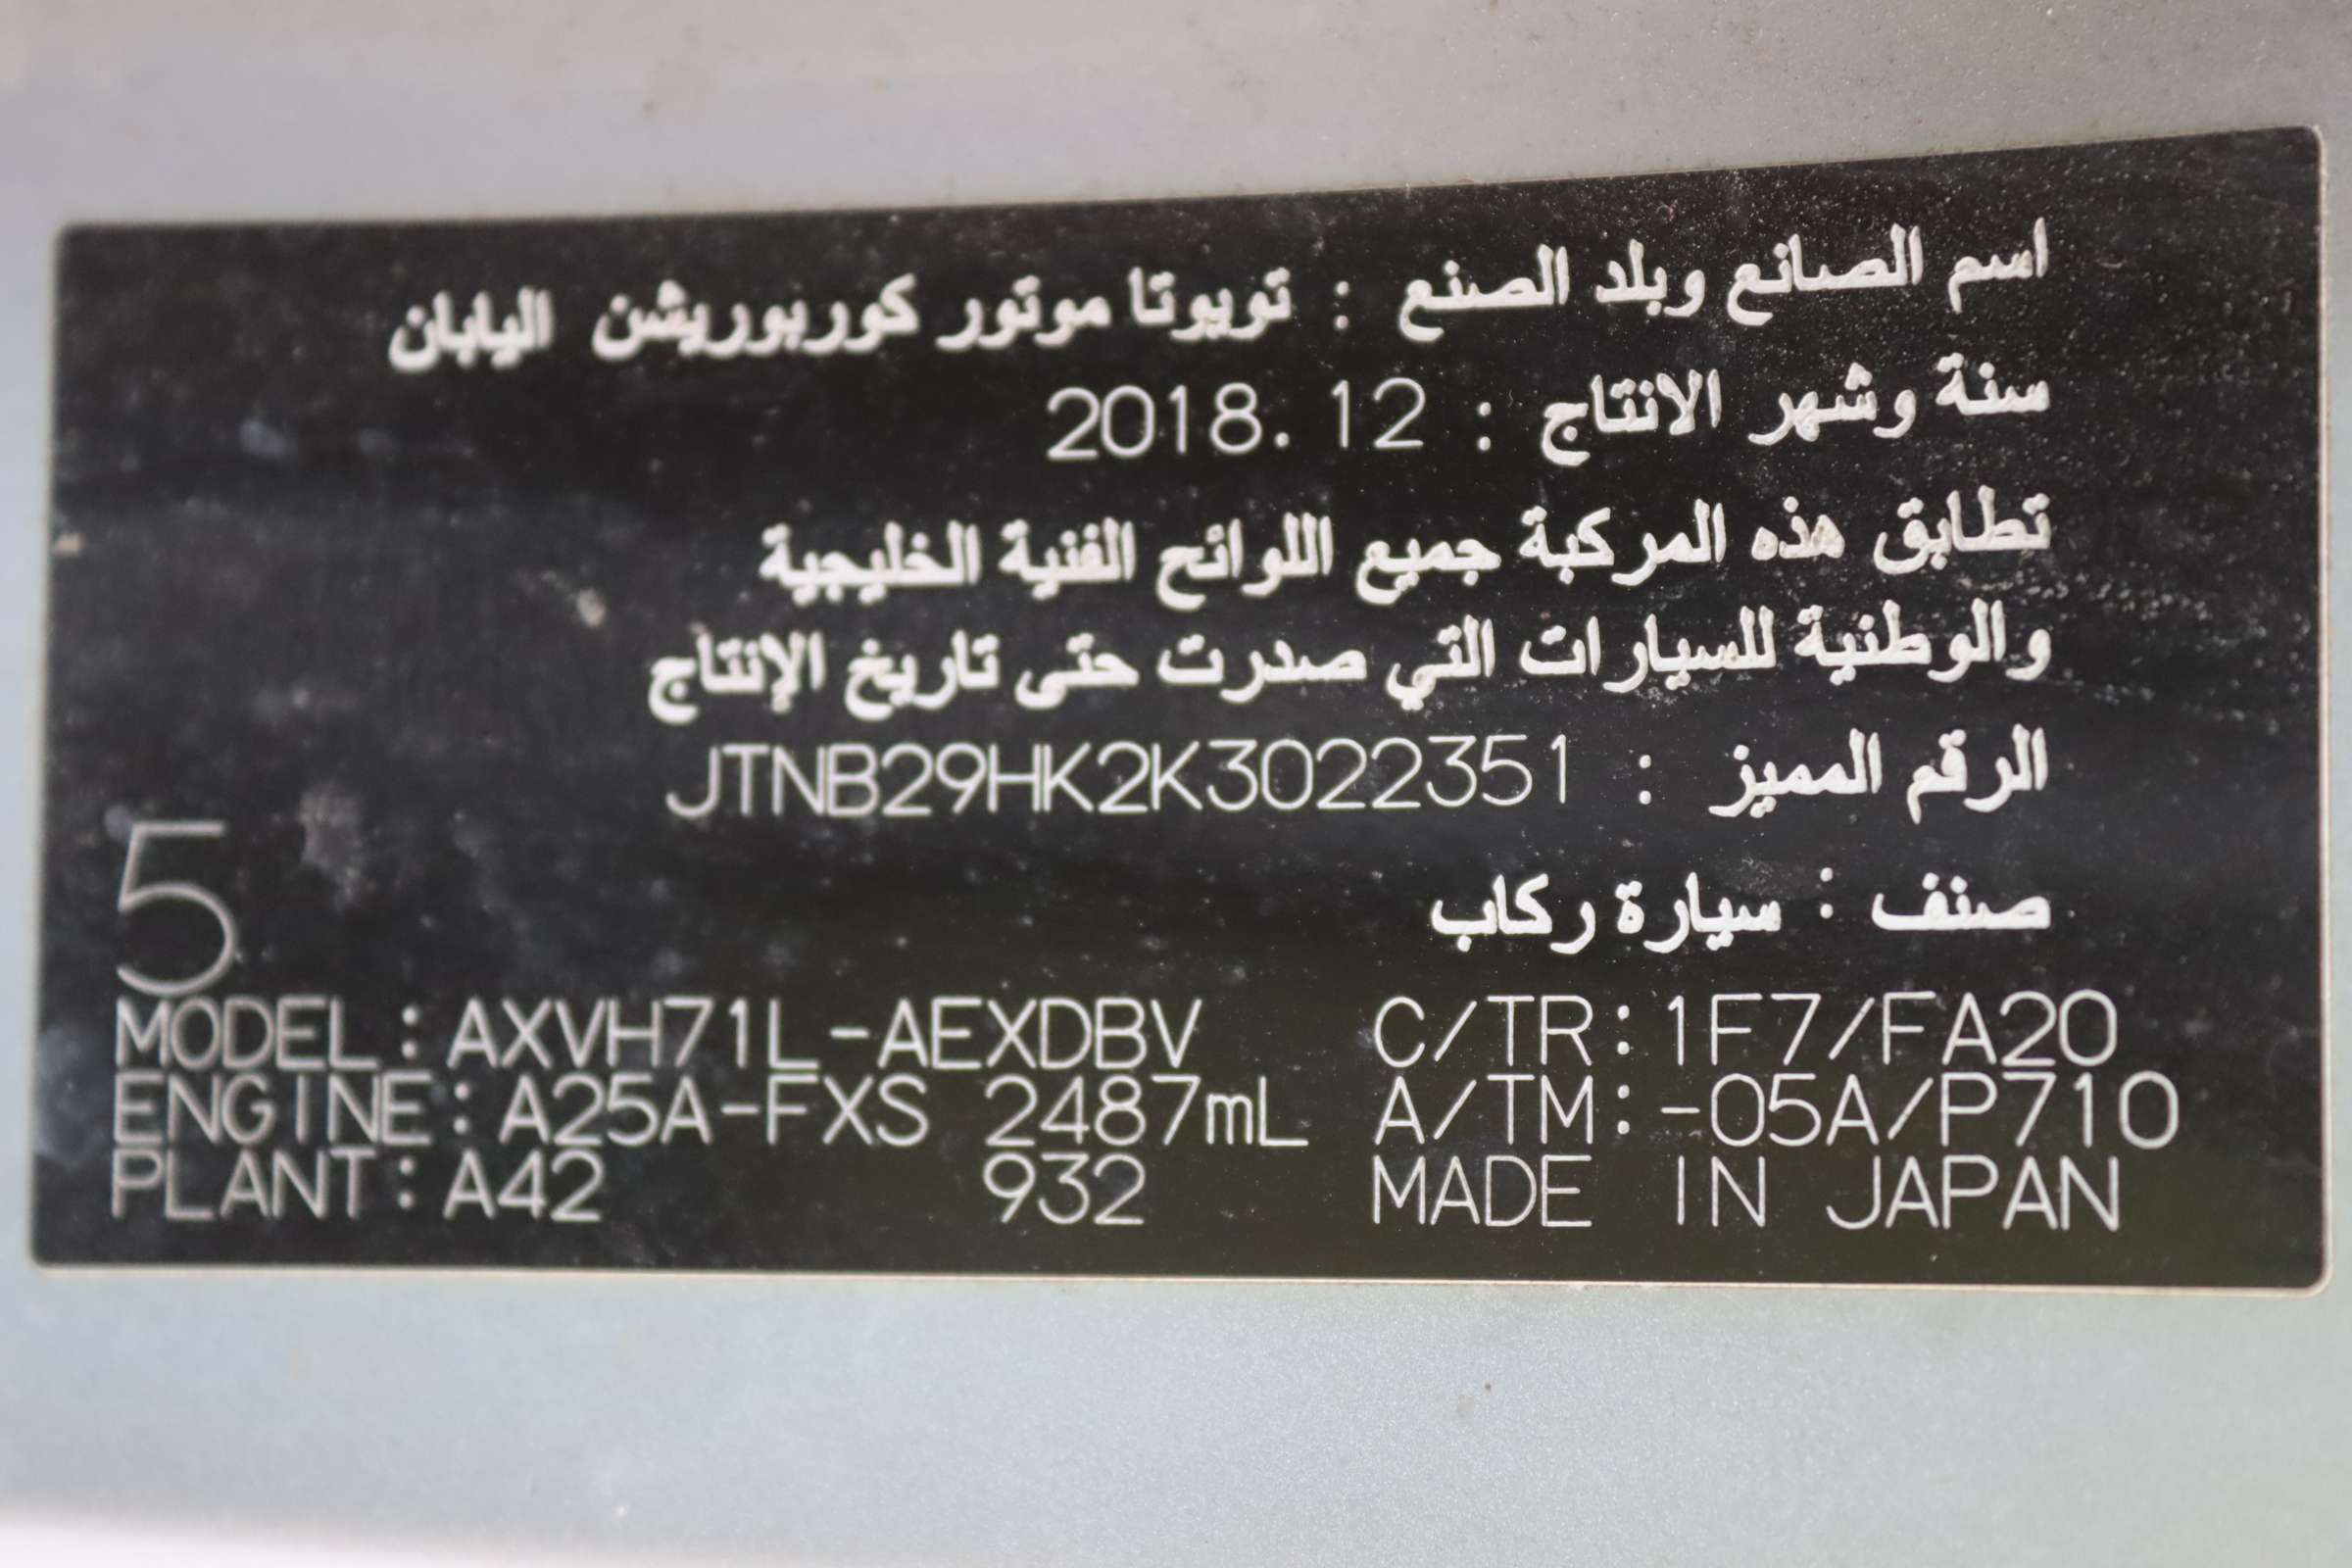 اسم الصانع وبلد الصنع : تويوتا موتور كوربوريشن اليابان
سنة وشهر الانتاج : 2018.12
تطابق هذه المركبة جميع اللوائح الفنية الخليجية
والوطنية للسيارات التي صدرت حتى تاريخ الإنتاج
الرقم المميز : JTNB29HK2K3022351
صنف : سيارة ركاب
5
MODEL: AXVH71L-AEXDBV C/TR: 1F7/FA20
ENGINE: A25A-FXS 2487mL A/TM: -05A/P710
PLANT: A42 932 MADE IN JAPAN